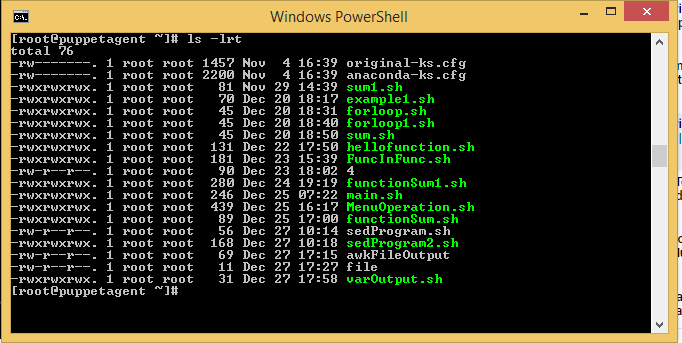 Windows PowerShell
[root@puppetagent ~]# ls -lrt
total 76
-rw-------. 1 root root 1457 Nov  4 16:39 original-ks.cfg
-rw-------. 1 root root 2200 Nov  4 16:39 anaconda-ks.cfg
-rwxrwxrwx. 1 root root   81 Nov 29 14:39 sum1.sh
-rwxrwxrwx. 1 root root   70 Dec 20 18:17 example1.sh
-rwxrwxrwx. 1 root root   45 Dec 20 18:31 forloop.sh
-rwxrwxrwx. 1 root root   45 Dec 20 18:40 forloop1.sh
-rwxrwxrwx. 1 root root   45 Dec 20 18:50 sum.sh
-rwxrwxrwx. 1 root root  131 Dec 22 17:50 hellofunction.sh
-rwxrwxrwx. 1 root root  181 Dec 23 15:39 FuncInFunc.sh
-rw-r--r--. 1 root root   90 Dec 23 18:02 4
-rwxrwxrwx. 1 root root  280 Dec 24 19:19 functionSum1.sh
-rwxrwxrwx. 1 root root  246 Dec 25 07:22 main.sh
-rwxrwxrwx. 1 root root  439 Dec 25 16:17 MenuOperation.sh
-rwxrwxrwx. 1 root root   89 Dec 25 17:00 functionSum.sh
-rw-r--r--. 1 root root   56 Dec 27 10:14 sedProgram.sh
-rwxrwxrwx. 1 root root  168 Dec 27 10:18 sedProgram2.sh
-rw-r--r--. 1 root root   69 Dec 27 17:15 awkFileOutput
-rw-r--r--. 1 root root   11 Dec 27 17:27 file
-rwxrwxrwx. 1 root root   31 Dec 27 17:58 varOutput.sh
[root@puppetagent ~]#